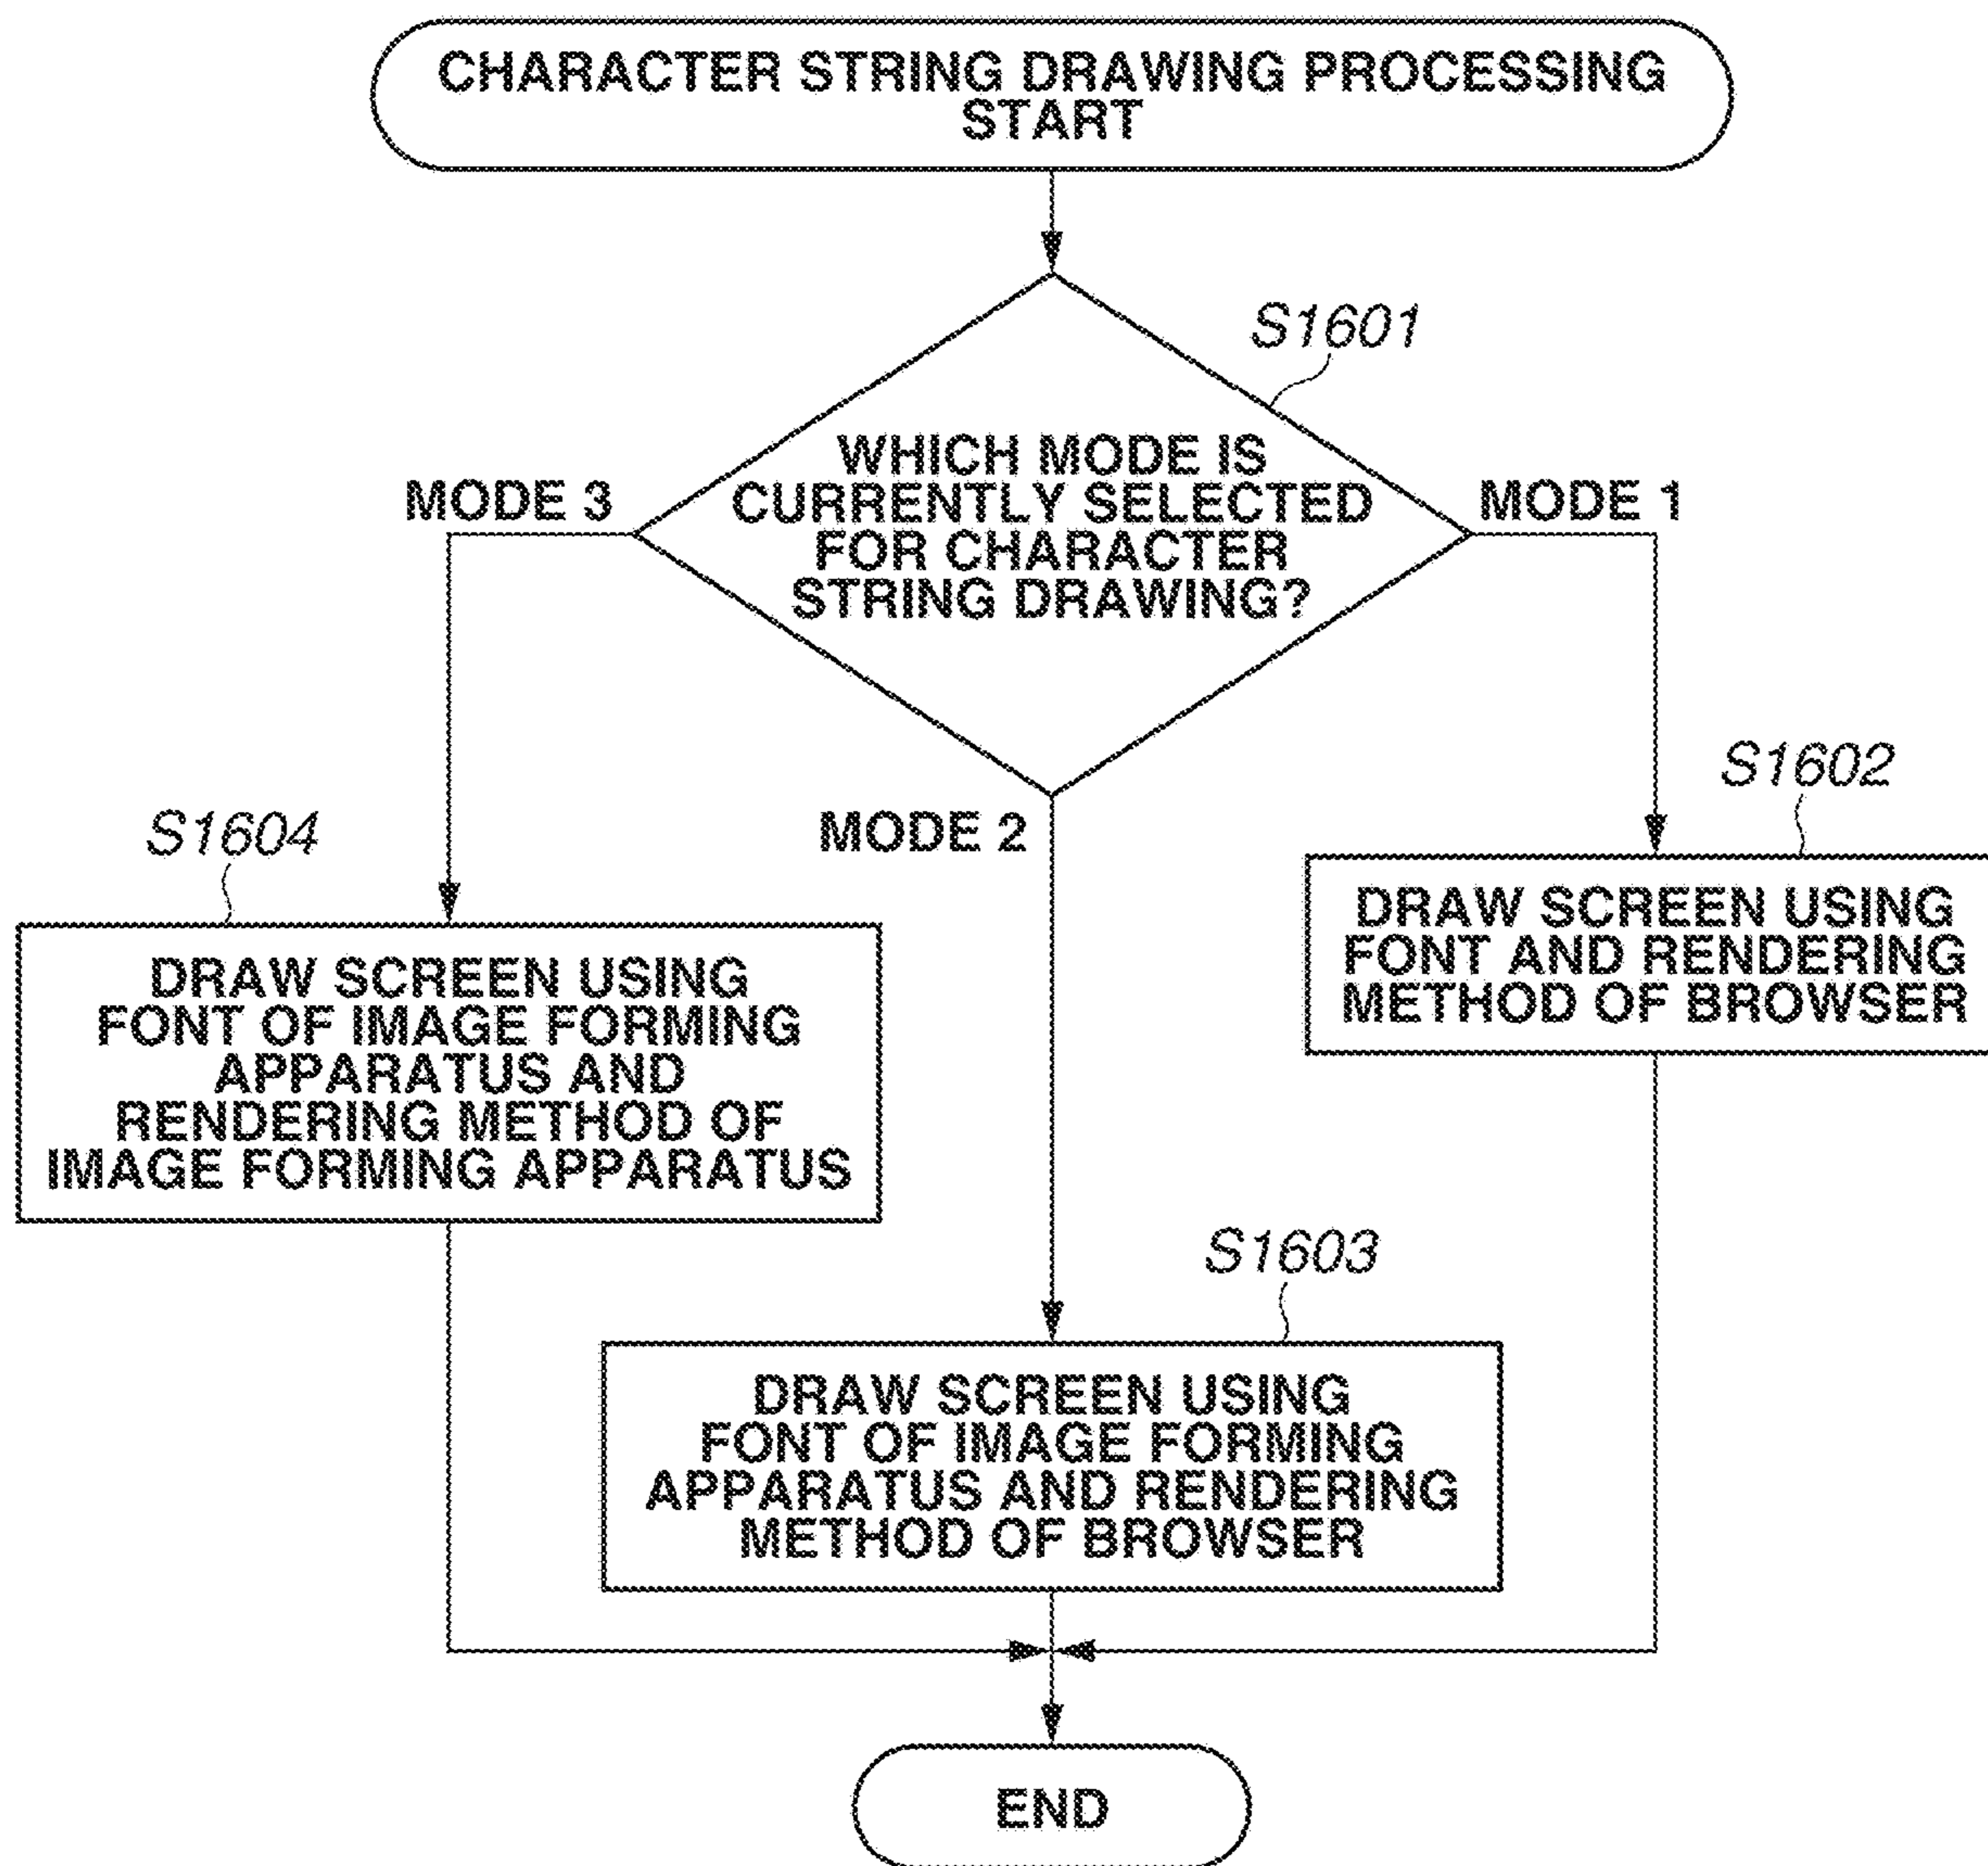 CHARACTER STRING DRAWING PROCESSING
START
S1601
WHICH MODE IS
CURRENTLY SELECTED
FOR CHARACTER
STRING DRAWING?
MODE 3
MODE 1
MODE 2
S1602
DRAW SCREEN USING
FONT AND RENDERING
METHOD OF BROWSER
S1604
DRAW SCREEN USING
FONT OF IMAGE FORMING
APPARATUS AND
RENDERING METHOD OF
IMAGE FORMING APPARATUS
S1603
DRAW SCREEN USING
FONT OF IMAGE FORMING
APPARATUS AND RENDERING
METHOD OF BROWSER
END